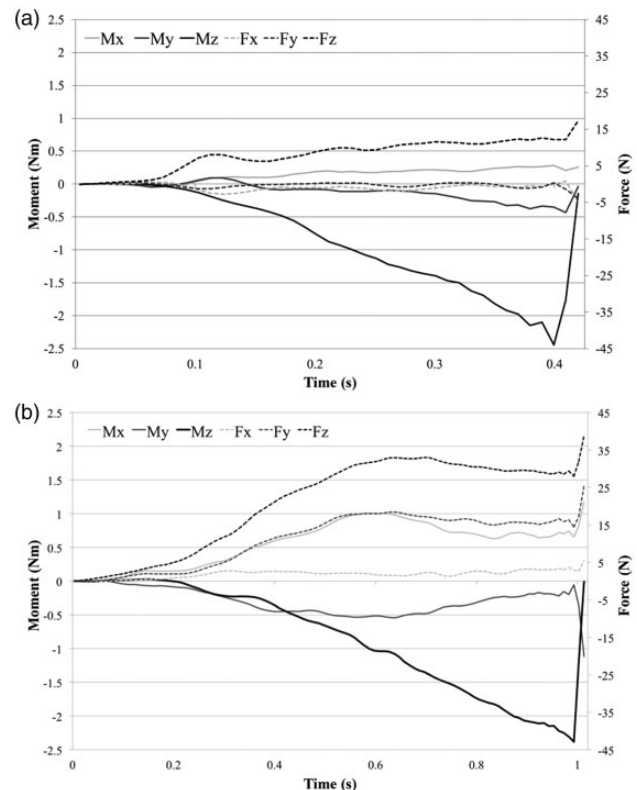 (a)
Mx My Mz Fx Fy Fz
2.5 45
2 35
1.5 25
1 15
0.5 5
0 -5
-0.5 -15
-1 -25
-1.5 -35
-2 -45
-2.5
Moment (Nm)
Force (N)
0 0.1 0.2 0.3 0.4
Time (s)
(b)
Mx My Mz Fx Fy Fz
2.5 45
2 35
1.5 25
1 15
0.5 5
0 -5
-0.5 -15
-1 -25
-1.5 -35
-2 -45
-2.5
Moment (Nm)
Force (N)
0 0.2 0.4 0.6 0.8 1
Time (s)